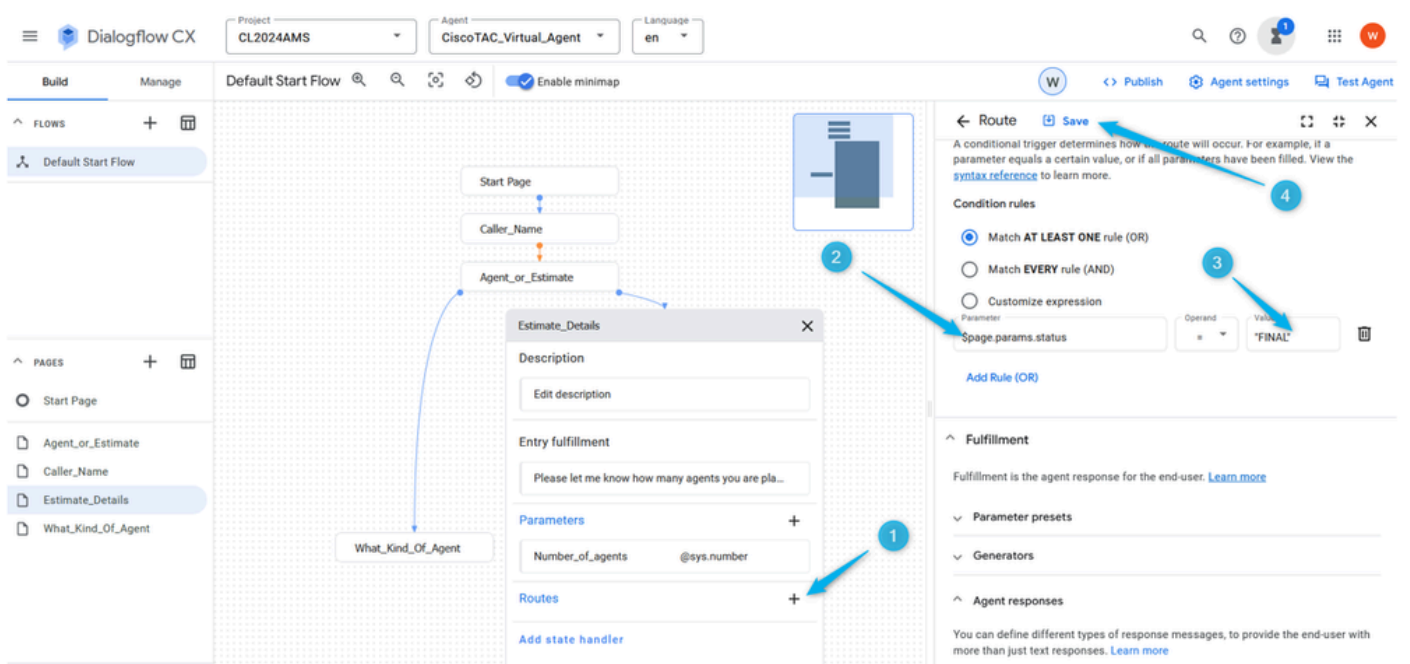 Dialogflow CX
Project
CL2024AMS
Agent
CiscoTAC_Virtual_Agent
Language
en
1
W
Build
Manage
Default Start Flow
Enable minimap
W
<> Publish
Agent settings
Test Agent
FLOWS
Default Start Flow
PAGES
Start Page
Agent_or_Estimate
Caller_Name
Estimate_Details
What_Kind_Of_Agent
Start Page
Caller_Name
Agent_or_Estimate
What_Kind_Of_Agent
Estimate_Details
Description
Edit description
Entry fulfillment
Please let me know how many agents you are pla...
Parameters
Number_of_agents @sys.number
Routes
Add state handler
1
2
3
4
Route
Save
A conditional trigger determines how route will occur. For example, if a
parameter equals a certain value, or if all parameters have been filled. View the
syntax reference to learn more.
Condition rules
Match AT LEAST ONE rule (OR)
Match EVERY rule (AND)
Customize expression
Parameter
$page.params.status
Operand
=
"FINAL"
Add Rule (OR)
Fulfillment
Fulfillment is the agent response for the end-user. Learn more
Parameter presets
Generators
Agent responses
You can define different types of response messages, to provide the end-user with
more than just text responses. Learn more